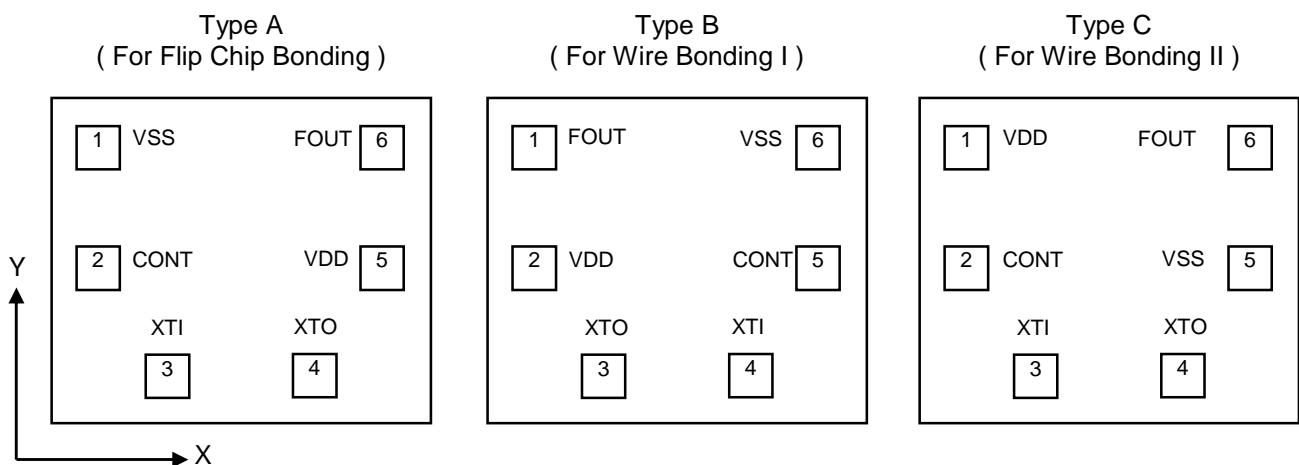 Type A
( For Flip Chip Bonding )
1 VSS FOUT 6
2 CONT VDD 5
XTI XTO
3 4
Type B
( For Wire Bonding I )
1 FOUT VSS 6
2 VDD CONT 5
XTO XTI
3 4
Type C
( For Wire Bonding II )
1 VDD FOUT 6
2 CONT VSS 5
XTI XTO
3 4
Y
X